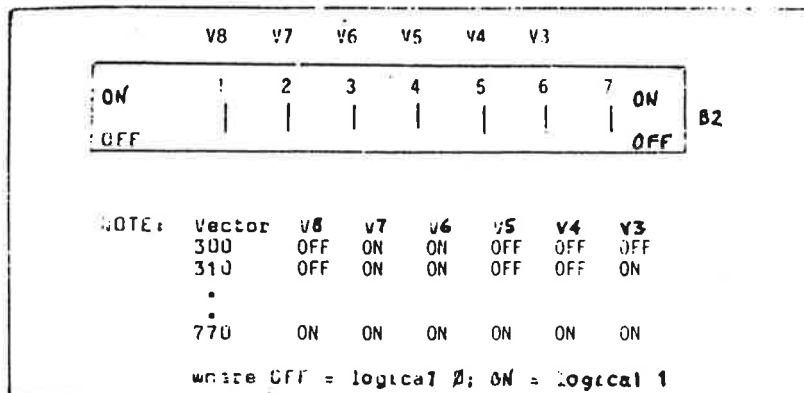 V8 V7 V6 V5 V4 V3
ON 1 2 3 4 5 6 7 ON
B2
OFF OFF
NOTE: Vector V8 V7 V6 V5 V4 V3
300 OFF ON ON OFF OFF OFF
310 OFF ON ON OFF OFF ON
.
.
770 ON ON ON ON ON ON
where OFF = logical 0; ON = logical 1